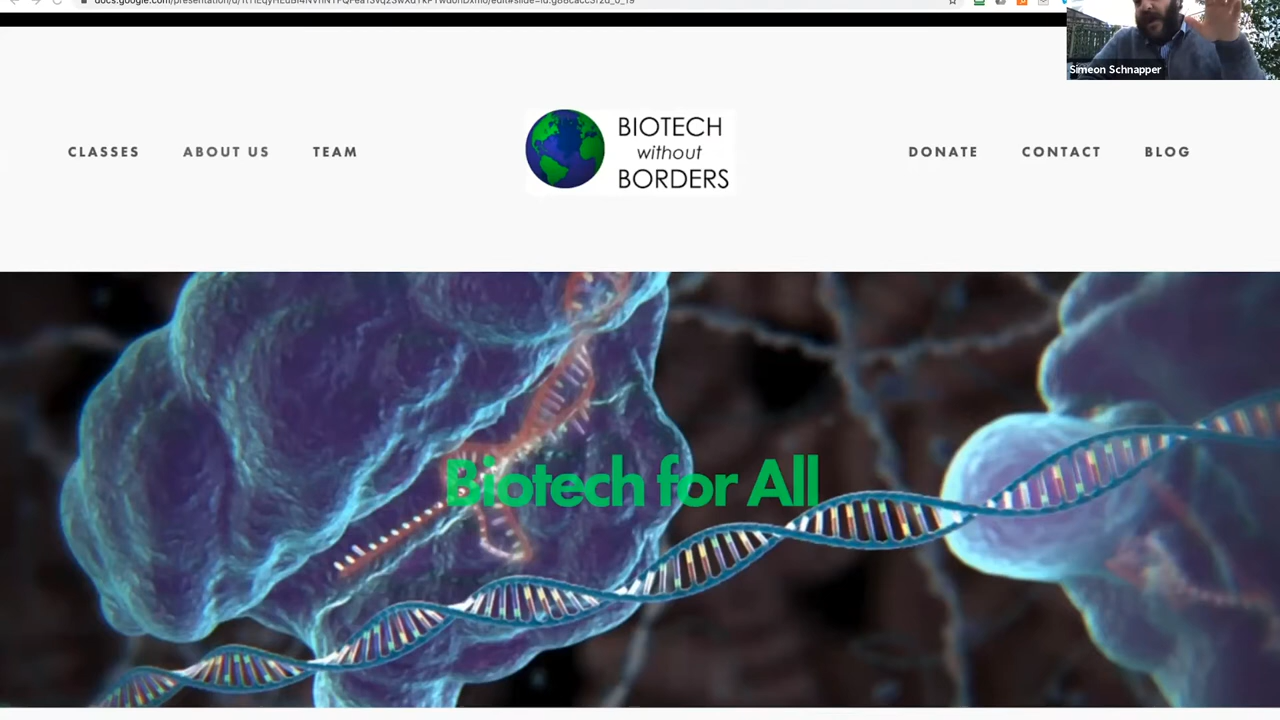 Simeon Schnapper
CLASSES ABOUT US TEAM
BIOTECH
without
BORDERS
DONATE CONTACT BLOG
Biotech for All